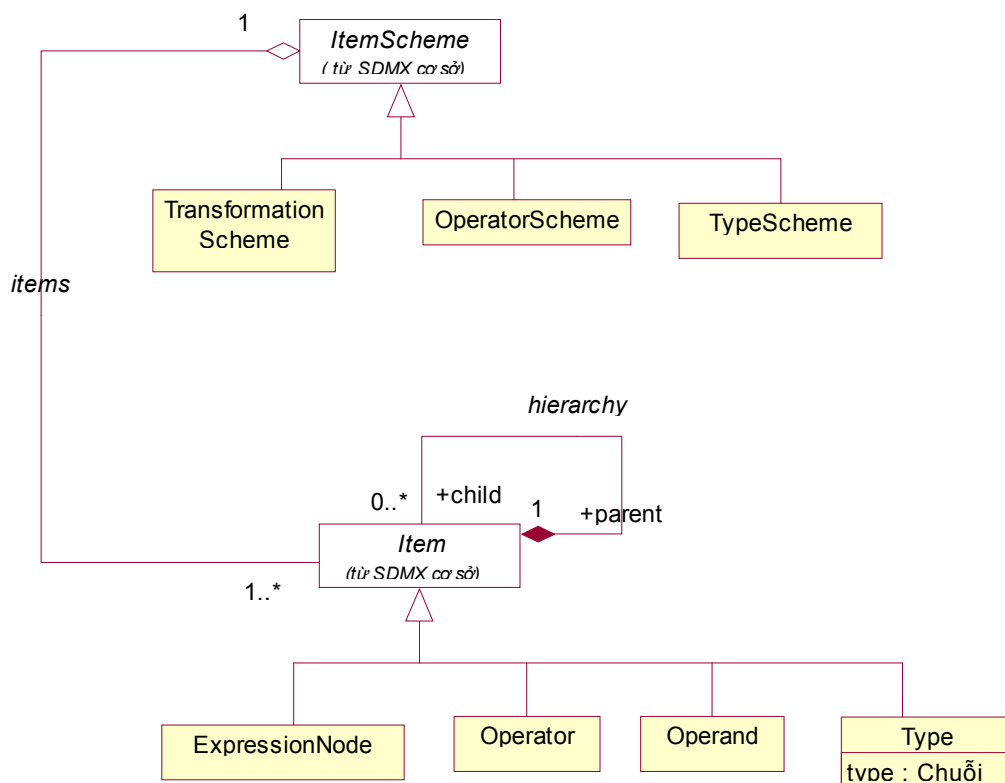 1
ItemScheme
( từ SDMX cơ sở)
Transformation
Scheme
OperatorScheme
TypeScheme
items
hierarchy
0..*
+child
1
+parent
Item
(từ SDMX cơ sở)
1..*
ExpressionNode
Operator
Operand
Type
type : Chuỗi